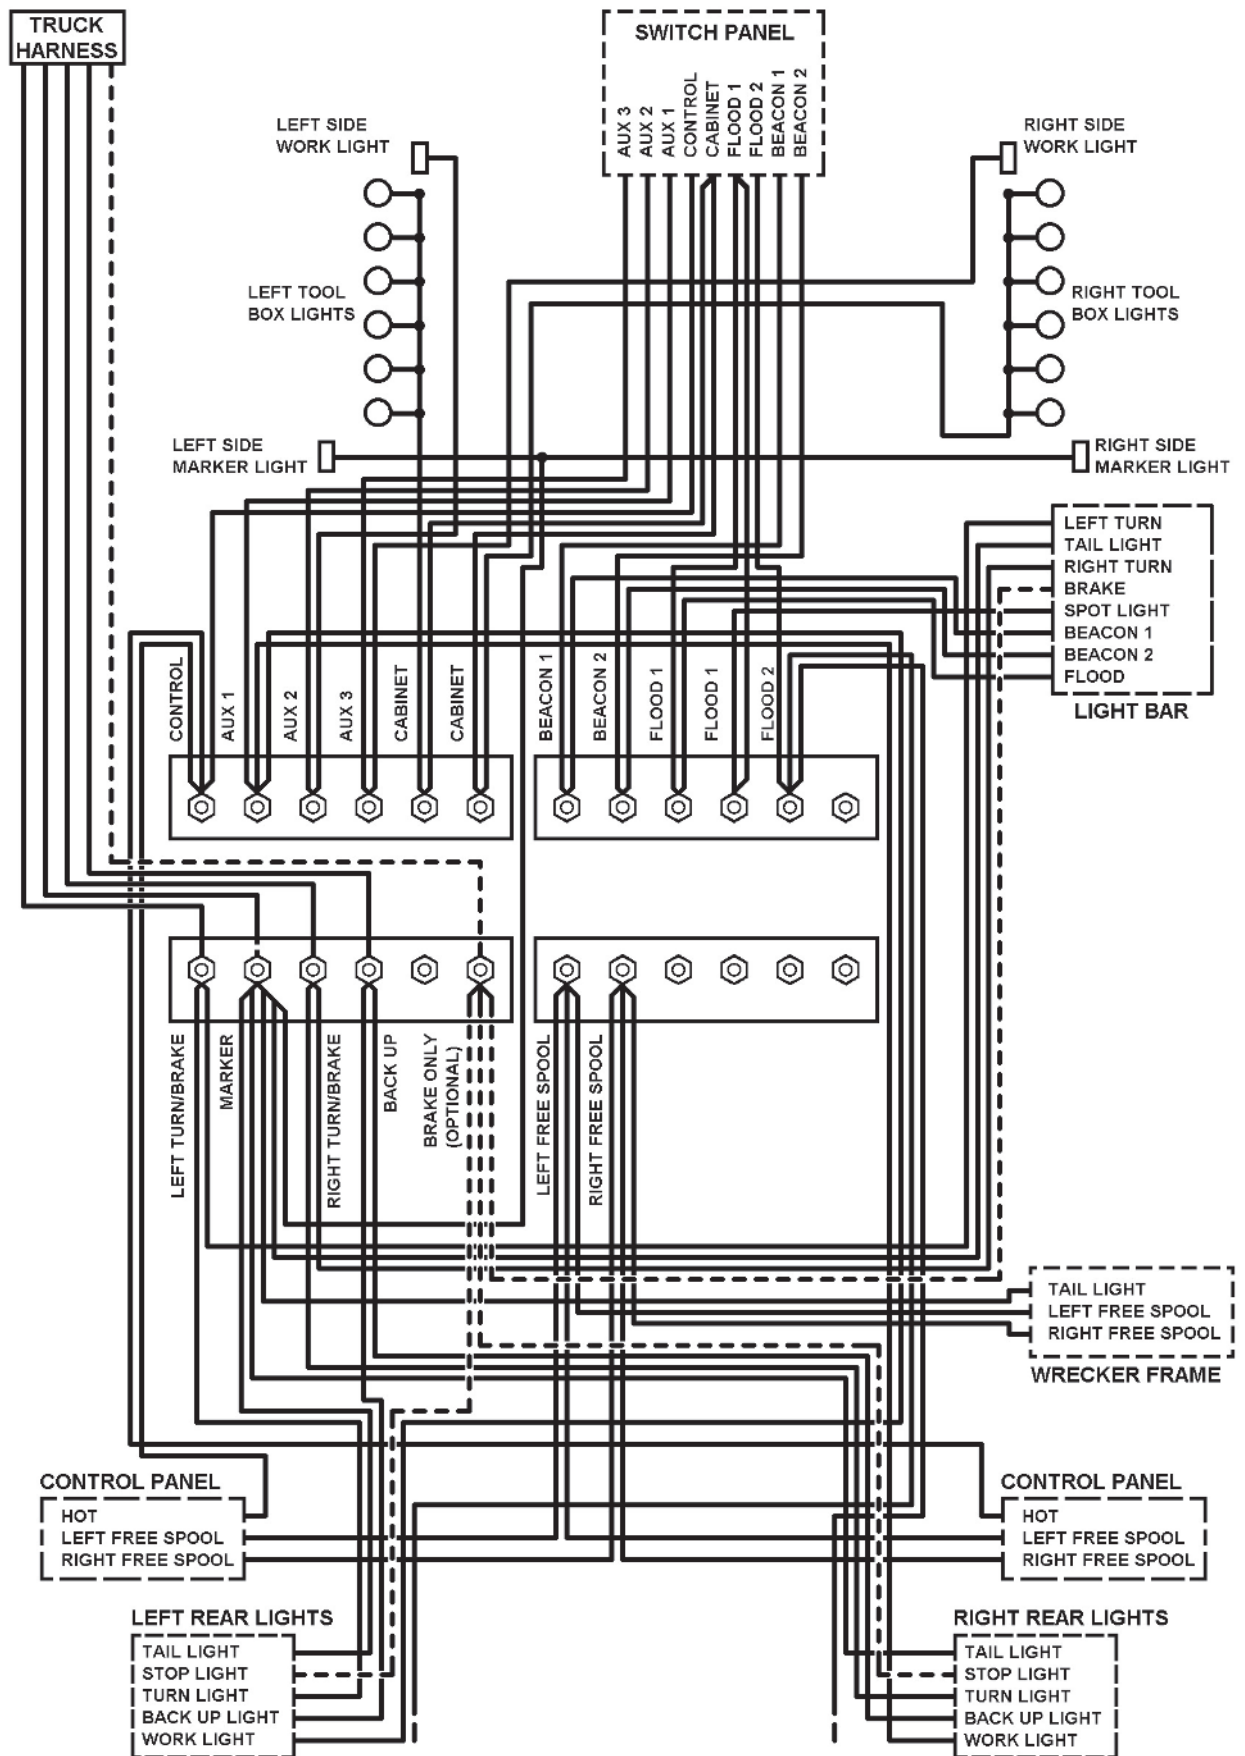 TRUCK
HARNESS
SWITCH PANEL
AUX 3
AUX 2
AUX 1
CONTROL
CABINET
FLOOD 1
FLOOD 2
BEACON 1
BEACON 2
LEFT SIDE
WORK LIGHT
RIGHT SIDE
WORK LIGHT
LEFT TOOL
BOX LIGHTS
RIGHT TOOL
BOX LIGHTS
LEFT SIDE
MARKER LIGHT
RIGHT SIDE
MARKER LIGHT
LEFT TURN
TAIL LIGHT
RIGHT TURN
BRAKE
SPOT LIGHT
BEACON 1
BEACON 2
FLOOD
LIGHT BAR
CONTROL
AUX 1
AUX 2
AUX 3
CABINET
CABINET
BEACON 1
BEACON 2
FLOOD 1
FLOOD 1
FLOOD 2
LEFT TURN/BRAKE
MARKER
RIGHT TURN/BRAKE
BACK UP
BRAKE ONLY
(OPTIONAL)
LEFT FREE SPOOL
RIGHT FREE SPOOL
TAIL LIGHT
LEFT FREE SPOOL
RIGHT FREE SPOOL
WRECKER FRAME
CONTROL PANEL
HOT
LEFT FREE SPOOL
RIGHT FREE SPOOL
CONTROL PANEL
HOT
LEFT FREE SPOOL
RIGHT FREE SPOOL
LEFT REAR LIGHTS
TAIL LIGHT
STOP LIGHT
TURN LIGHT
BACK UP LIGHT
WORK LIGHT
RIGHT REAR LIGHTS
TAIL LIGHT
STOP LIGHT
TURN LIGHT
BACK UP LIGHT
WORK LIGHT